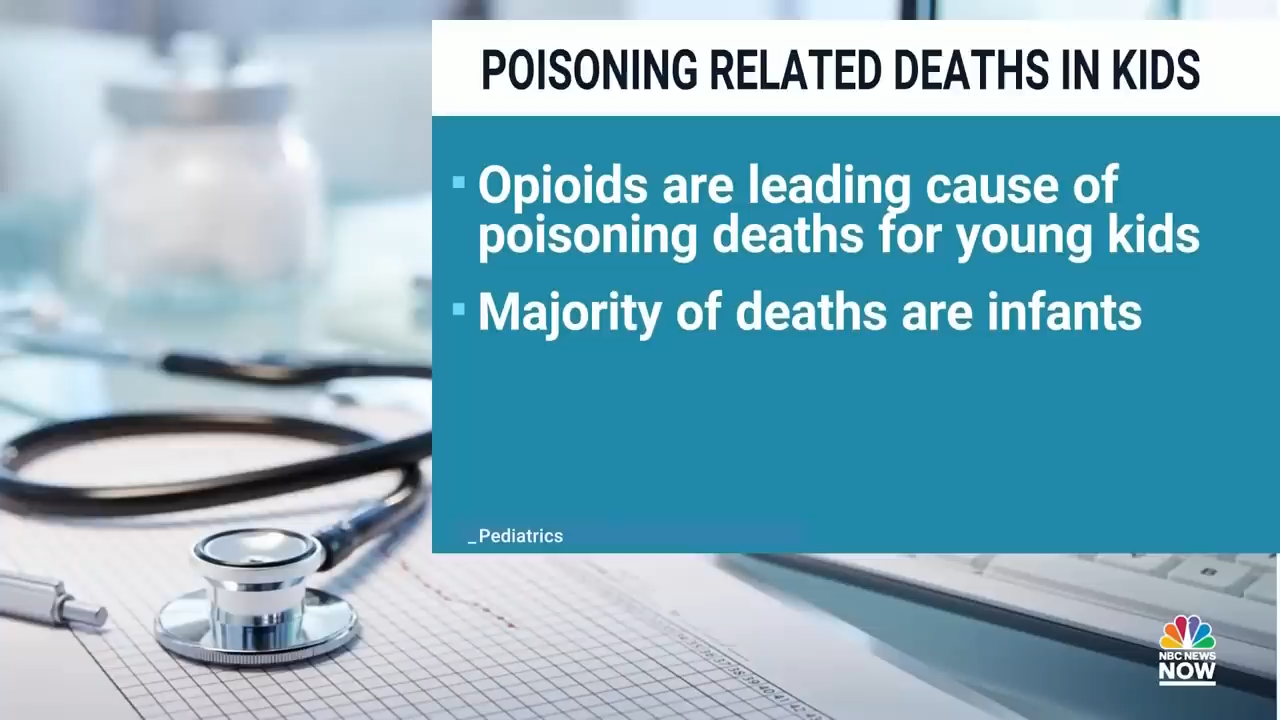 POISONING RELATED DEATHS IN KIDS
▪ Opioids are leading cause of
poisoning deaths for young kids
▪ Majority of deaths are infants
_Pediatrics
NBC NEWS
NOW